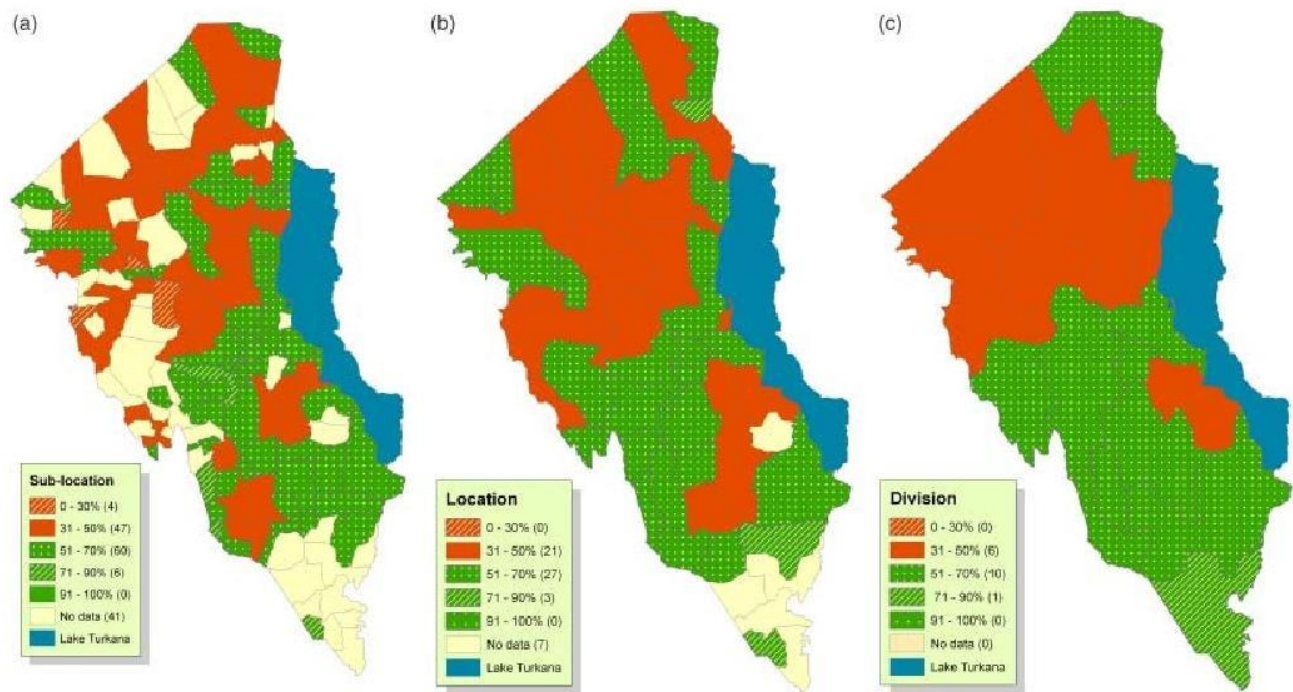 (a)
(b)
(c)
Sub-location
0 - 30% (4)
31 - 50% (47)
51 - 70% (60)
71 - 90% (6)
91 - 100% (0)
No data (41)
Lake Turkana
Location
0 - 30% (0)
31 - 50% (21)
51 - 70% (27)
71 - 90% (3)
91 - 100% (0)
No data (7)
Lake Turkana
Division
0 - 30% (0)
31 - 50% (6)
51 - 70% (10)
71 - 90% (1)
91 - 100% (0)
No data (0)
Lake Turkana